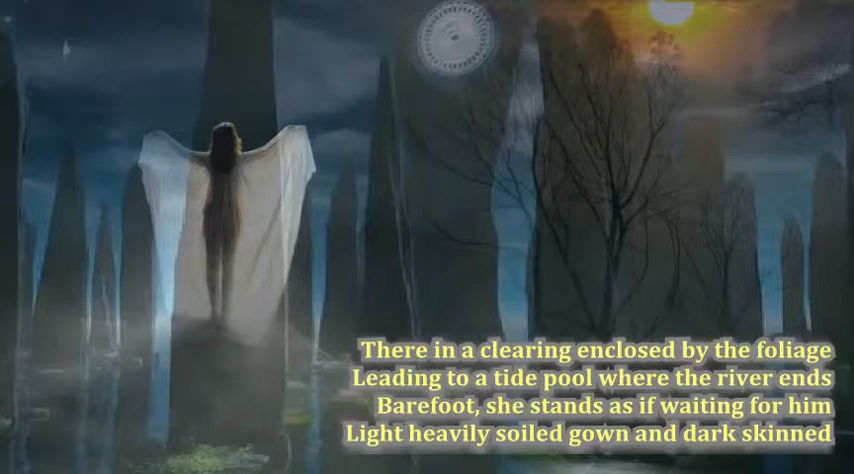 There in a clearing enclosed by the foliage
Leading to a tide pool where the river ends
Barefoot, she stands as if waiting for him
Light heavily soiled gown and dark skinned